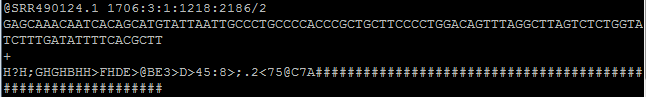 @SRR490124.1 1706:3:1:1218:2186/2
GAGCAAACAATCACAGCATGTATTAATTGCCCTGCCCCACCCGCTGCTTCCCCTGGACAGTTTAGGCTTAGTCTCTGGTA
TCTTTGATATTTTCACGCTT
+
H?H;GHGHBHH>FHDE>@BE3>D>45:8>;.2<75@C7A#########################################
####################